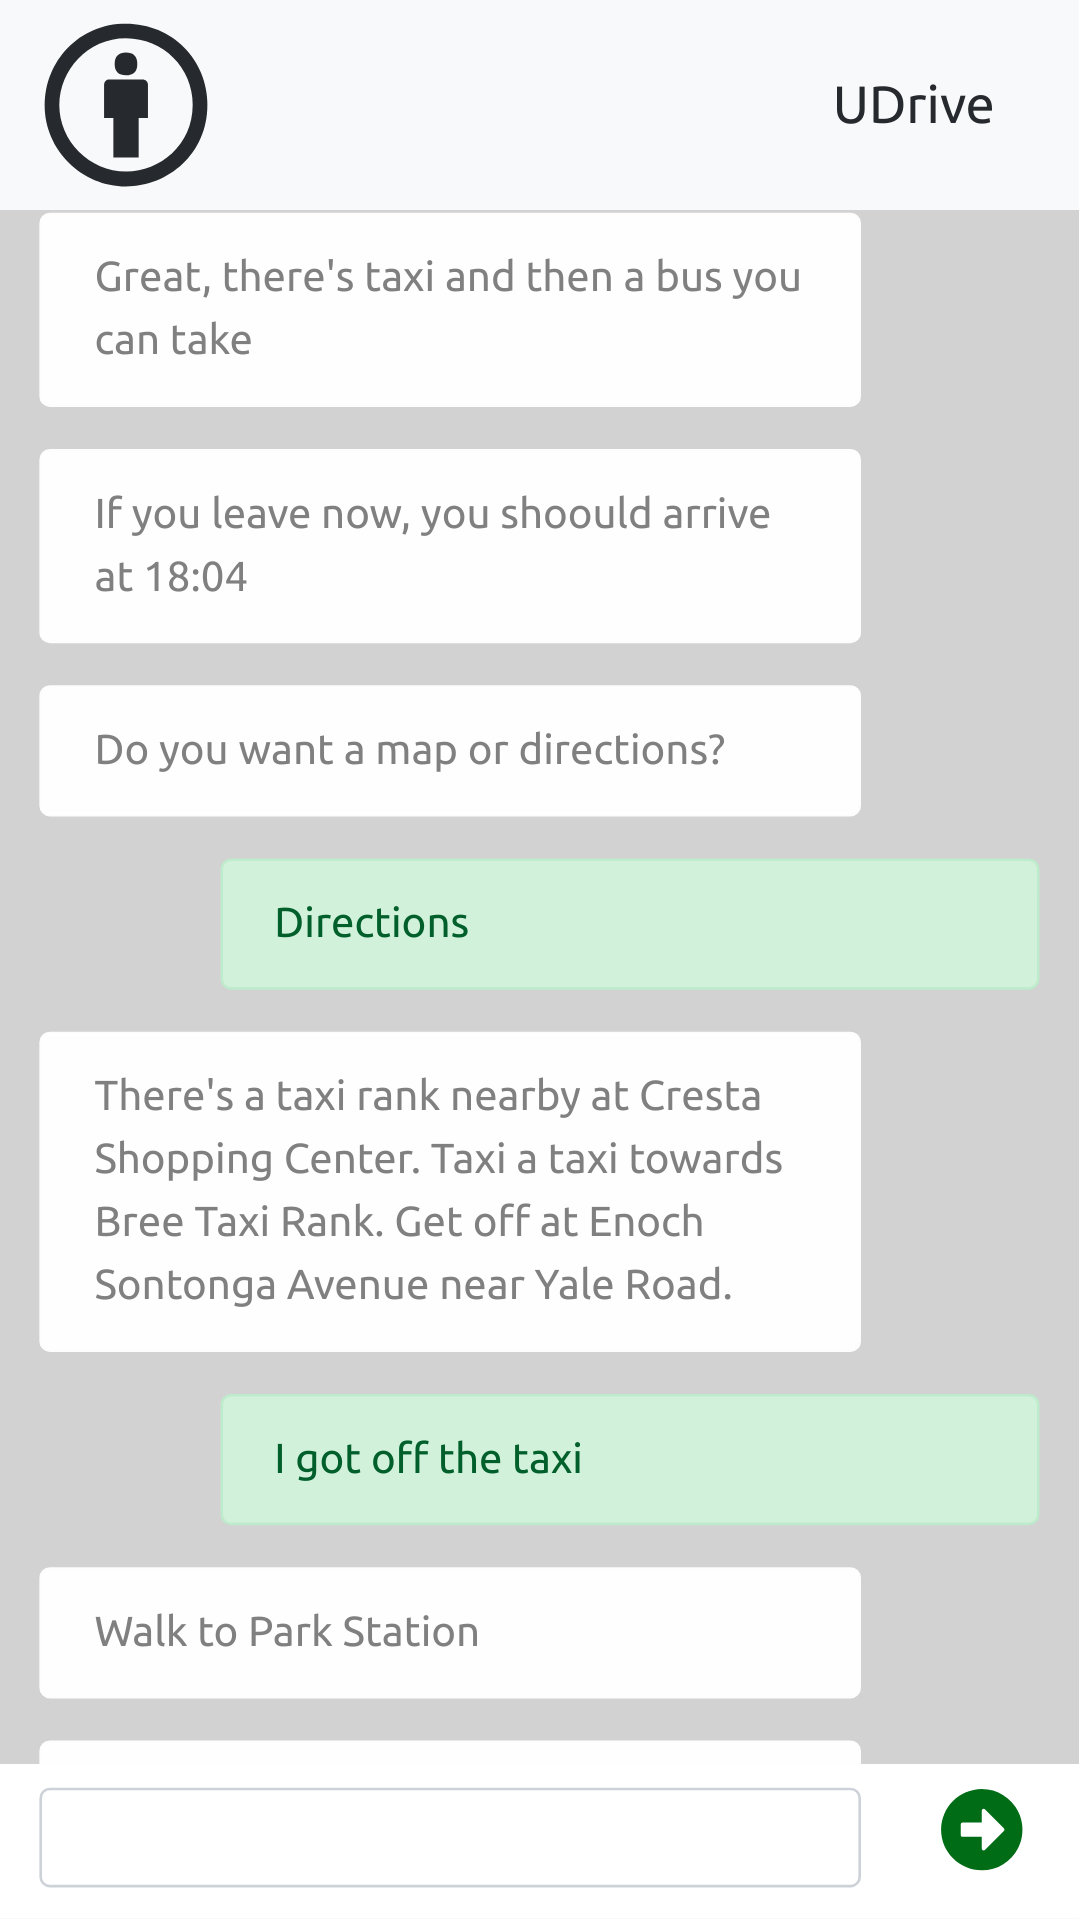 UDrive
Great, there's taxi and then a bus you
can take
If you leave now, you shoould arrive
at 18:04
Do you want a map or directions?
Directions
There's a taxi rank nearby at Cresta
Shopping Center. Taxi a taxi towards
Bree Taxi Rank. Get off at Enoch
Sontonga Avenue near Yale Road.
I got off the taxi
Walk to Park Station